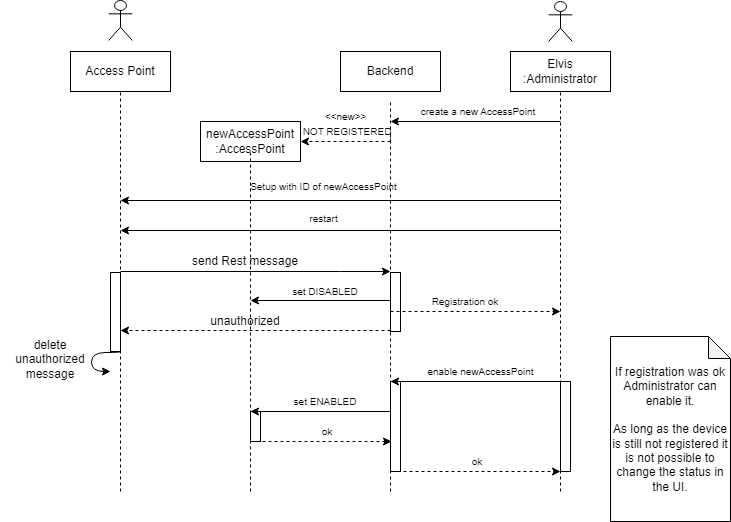 Access Point
Backend
Elvis
:Administrator
create a new AccessPoint
<<new>>
NOT REGISTERED
newAccessPoint
:AccessPoint
Setup with ID of newAccessPoint
restart
send Rest message
set DISABLED
Registration ok
unauthorized
delete
unauthorized
message
enable newAccessPoint
set ENABLED
ok
ok
If registration was ok
Administrator can
enable it.
As long as the device
is still not registered it
is not possible to
change the status in
the UI.